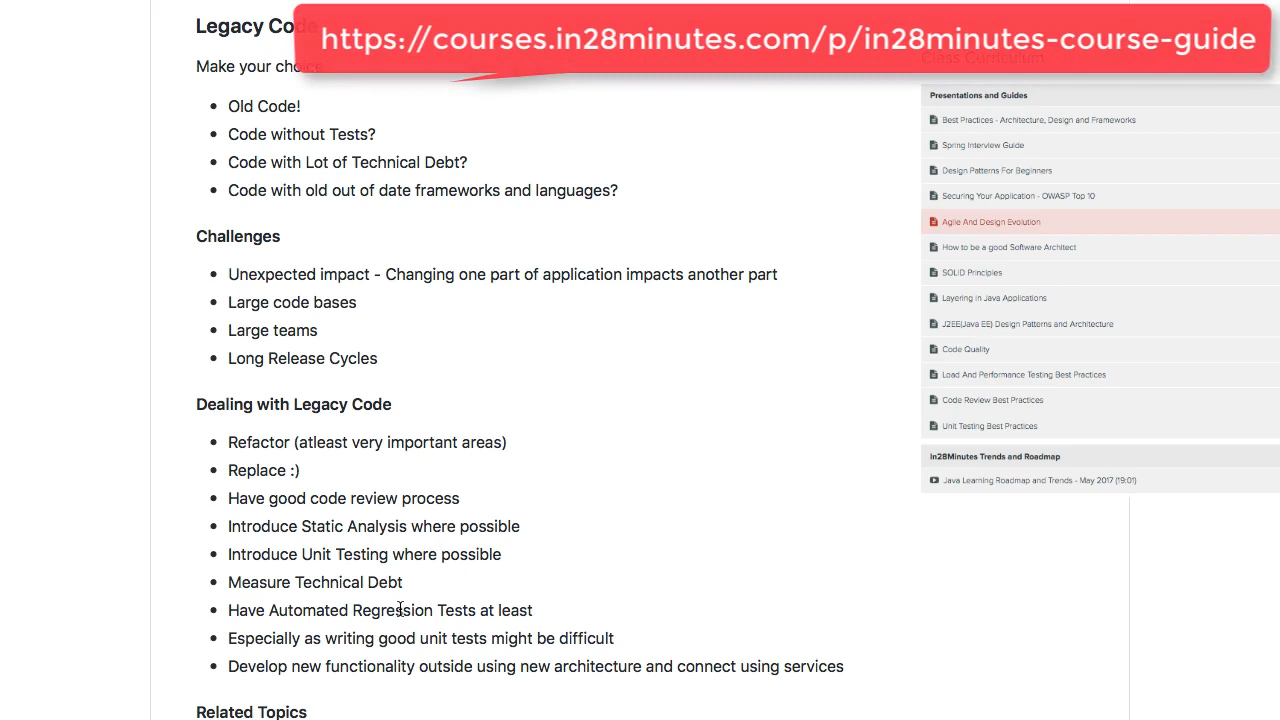 Legacy Code
https://courses.in28minutes.com/p/in28minutes-course-guide
Make your choice
Old Code!
Code without Tests?
Code with Lot of Technical Debt?
Code with old out of date frameworks and languages?
Challenges
Unexpected impact - Changing one part of application impacts another part
Large code bases
Large teams
Long Release Cycles
Dealing with Legacy Code
Refactor (atleast very important areas)
Replace :)
Have good code review process
Introduce Static Analysis where possible
Introduce Unit Testing where possible
Measure Technical Debt
Have Automated Regression Tests at least
Especially as writing good unit tests might be difficult
Develop new functionality outside using new architecture and connect using services
Related Topics
Class Curriculum
Presentations and Guides
Best Practices - Architecture, Design and Frameworks
Spring Interview Guide
Design Patterns For Beginners
Securing Your Application - OWASP Top 10
Agile And Design Evolution
How to be a good Software Architect
SOLID Principles
Layering in Java Applications
J2EE(Java EE) Design Patterns and Architecture
Code Quality
Load And Performance Testing Best Practices
Code Review Best Practices
Unit Testing Best Practices
In28Minutes Trends and Roadmap
Java Learning Roadmap and Trends - May 2017 (19:01)